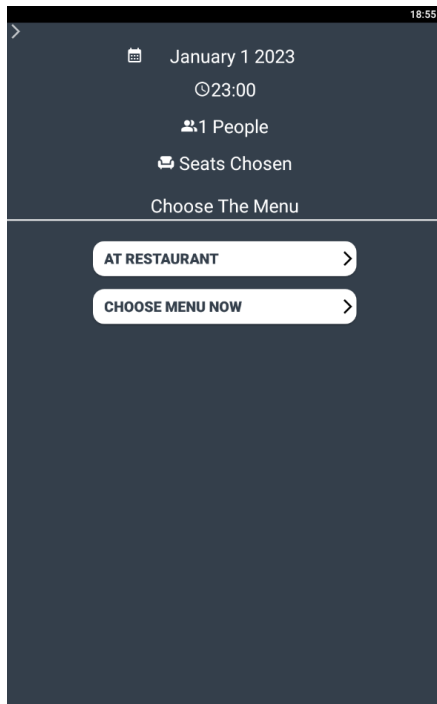 18:55
January 1 2023
23:00
1 People
Seats Chosen
Choose The Menu
AT RESTAURANT
CHOOSE MENU NOW